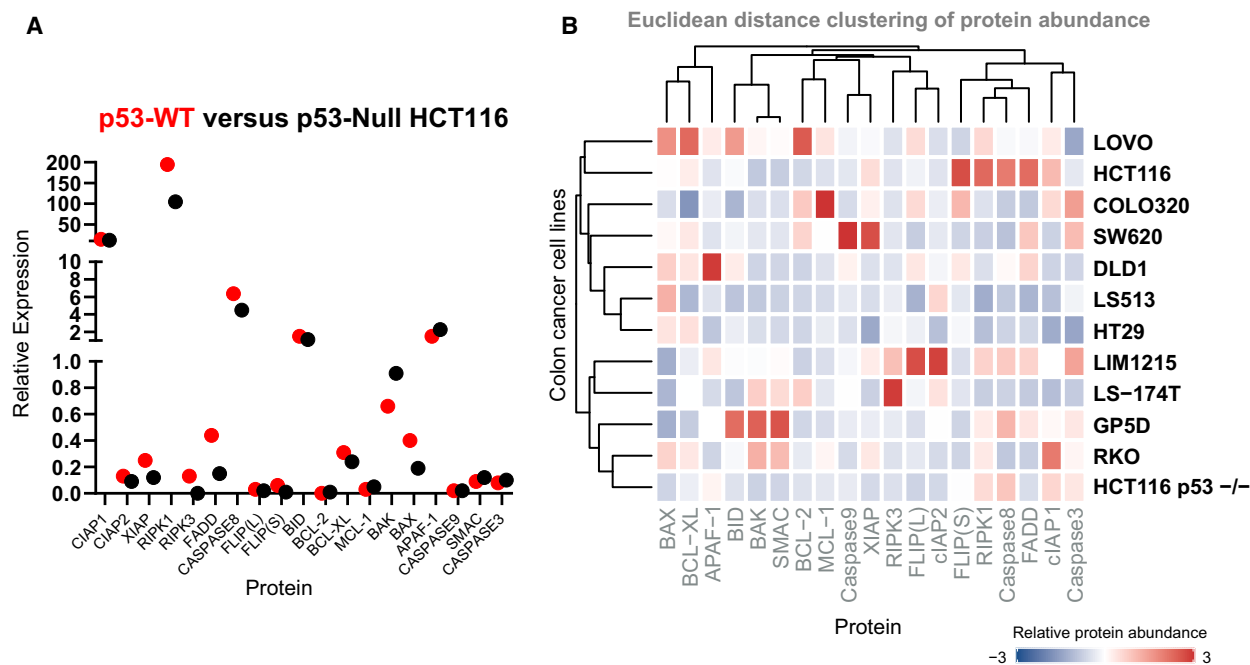 A
p53-WT versus p53-Null HCT116
Relative Expression
200
150
100
50
10
8
6
4
2
1.0
0.8
0.6
0.4
0.2
0.0
CIAP1
CIAP2
XIAP
RIPK1
RIPK3
FADD
CASPASE8
FLIP(L)
FLIP(S)
BID
BCL-2
BCL-XL
MCL-1
BAK
BAX
APAF-1
CASPASE9
SMAC
CASPASE3
Protein
B
Euclidean distance clustering of protein abundance
Colon cancer cell lines
LOVO
HCT116
COLO320
SW620
DLD1
LS513
HT29
LIM1215
LS−174T
GP5D
RKO
HCT116 p53 −/−
BAX
BCL-XL
APAF−1
BID
BAK
SMAC
BCL−2
MCL−1
Caspase9
XIAP
RIPK3
FLIP(L)
cIAP2
FLIP(S)
RIPK1
Caspase8
FADD
cIAP1
Caspase3
Protein
Relative protein abundance
−3 3